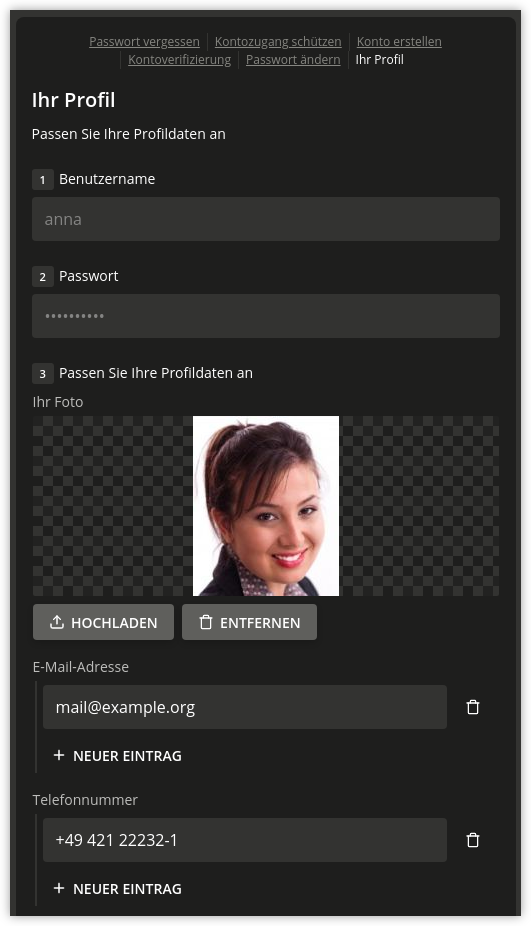 Passwort vergessen Kontozugang schützen Konto erstellen
Kontoverifizierung Passwort ändern Ihr Profil
Ihr Profil
Passen Sie Ihre Profildaten an
1 Benutzername
anna
2 Passwort
••••••••••
3 Passen Sie Ihre Profildaten an
Ihr Foto
HOCHLADEN ENTFERNEN
E-Mail-Adresse
mail@example.org
+ NEUER EINTRAG
Telefonnummer
+49 421 22232-1
+ NEUER EINTRAG